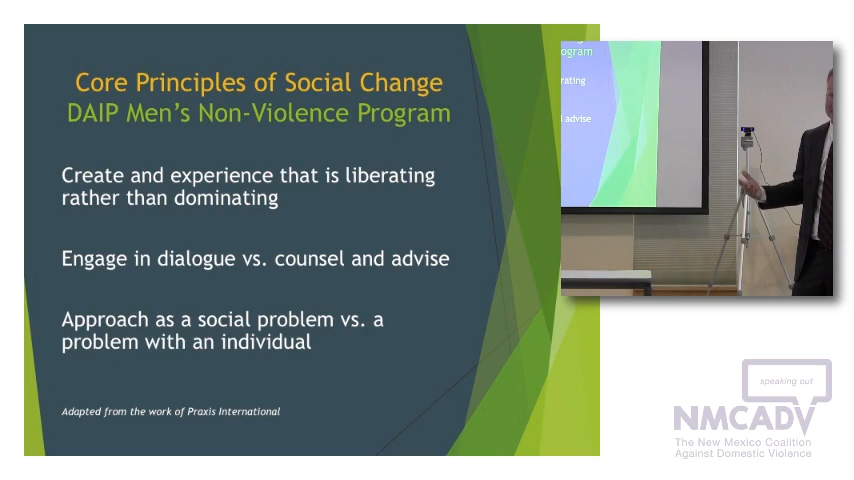 Core Principles of Social Change
DAIP Men's Non-Violence Program
Create and experience that is liberating
rather than dominating
Engage in dialogue vs. counsel and advise
Approach as a social problem vs. a
problem with an individual
Adapted from the work of Praxis International
ogram
rating
advise
speaking out
NMCADV
The New Mexico Coalition
Against Domestic Violence